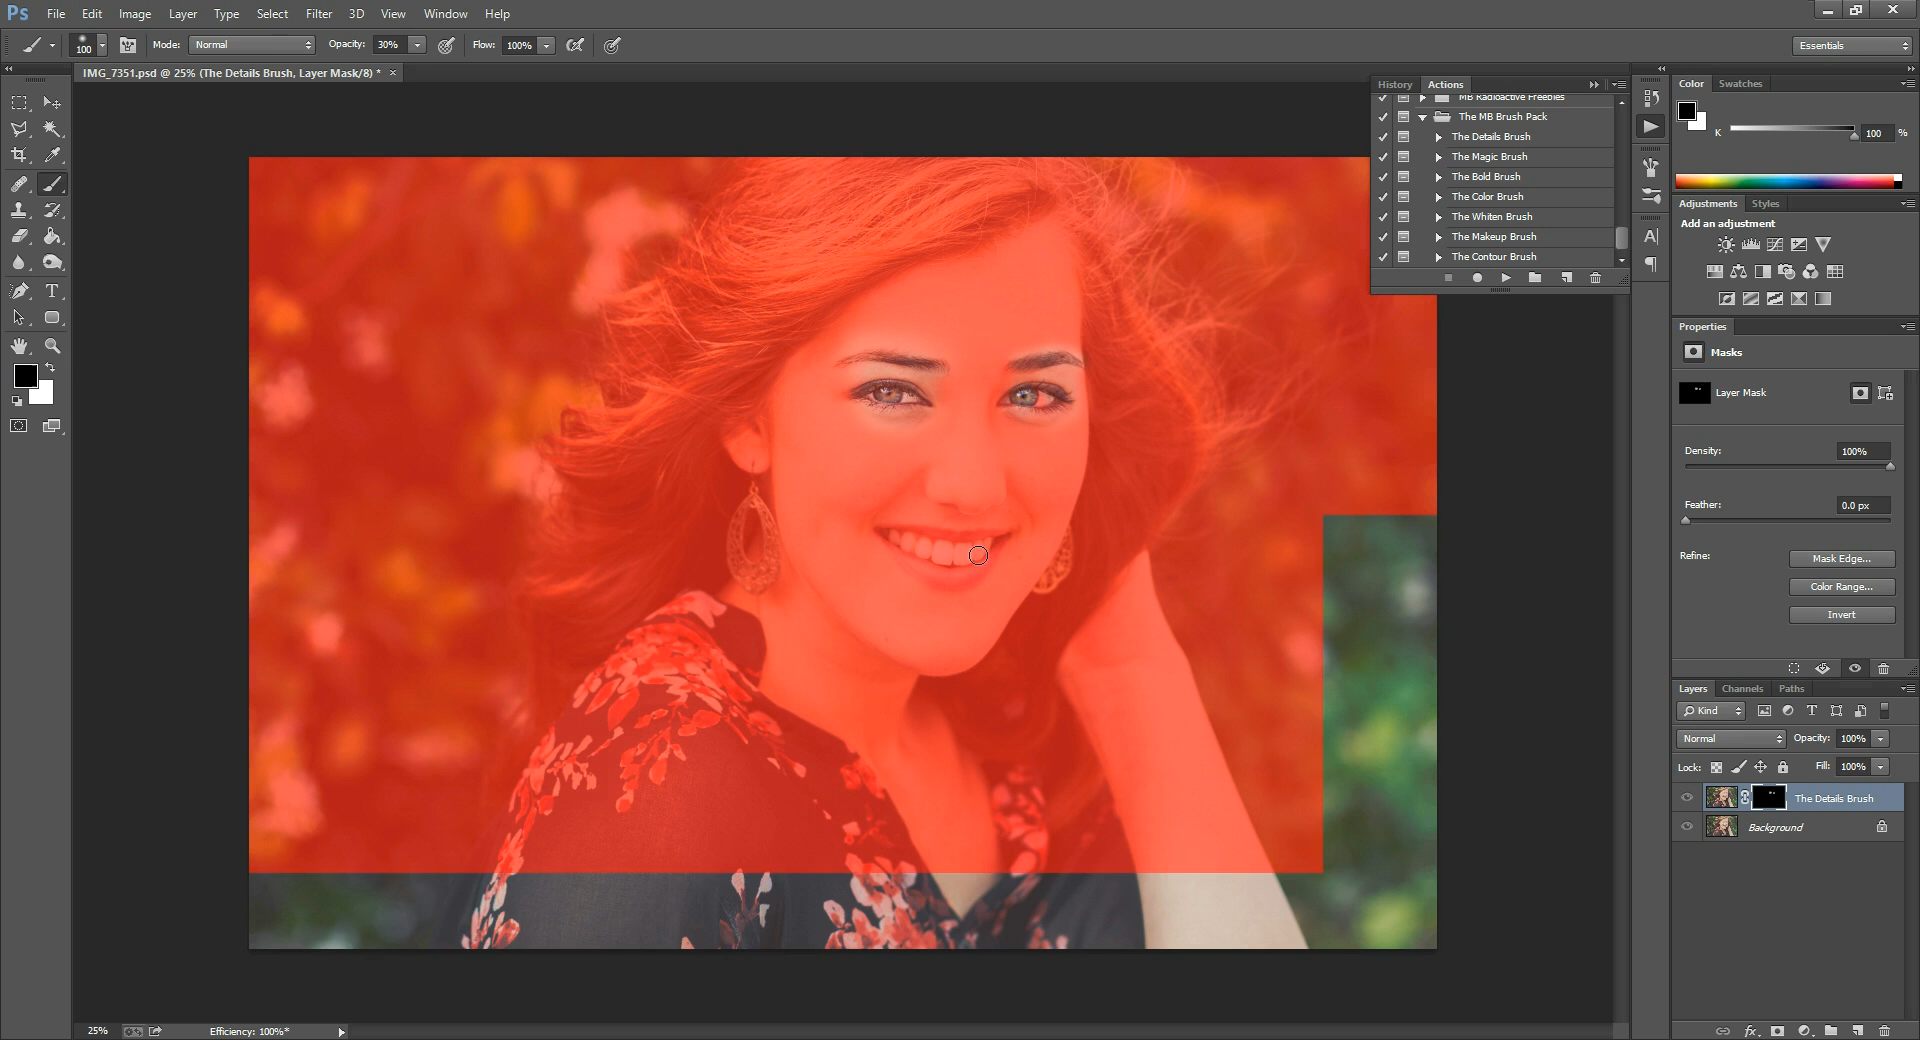 Ps File Edit Image Layer Type Select Filter 3D View Window Help
100 Mode: Normal Opacity: 30% Flow: 100% Essentials
IMG_7351.psd @ 25% (The Details Brush, Layer Mask/8) * ×
History Actions
MB Radioactive Freebies
The MB Brush Pack
The Details Brush
The Magic Brush
The Bold Brush
The Color Brush
The Whiten Brush
The Makeup Brush
The Contour Brush
Color Swatches
K 100 %
Adjustments Styles
Add an adjustment
Properties
Masks
Layer Mask
Density: 100%
Feather: 0.0 px
Refine: Mask Edge...
Color Range...
Invert
Layers Channels Paths
Kind
Normal Opacity: 100%
Lock: Fill: 100%
The Details Brush
Background
25% Efficiency: 100%*